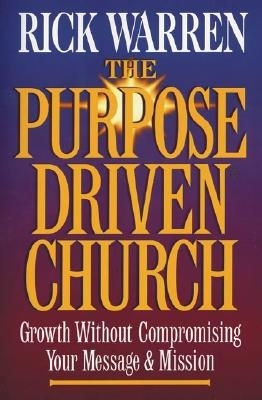 RICK WARREN
THE
PURPOSE
DRIVEN
CHURCH
Growth Without Compromising
Your Message & Mission